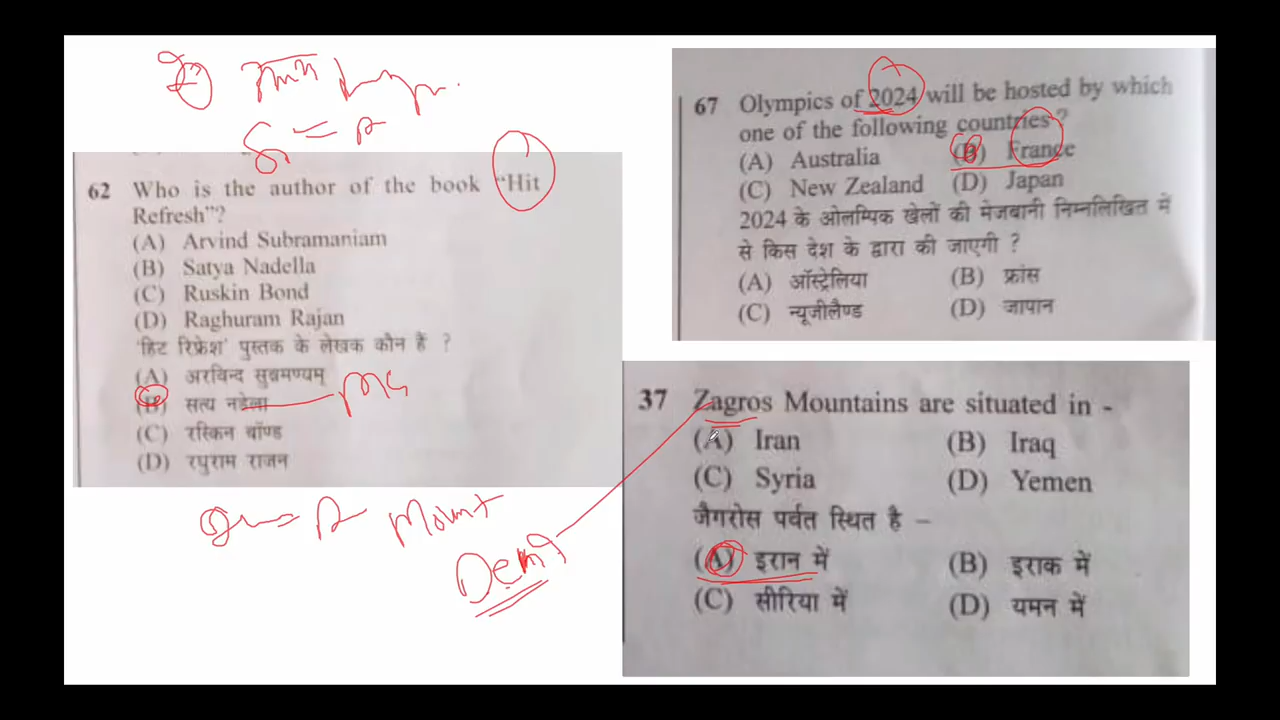 62 Who is the author of the book "Hit
Refresh"?
(A) Arvind Subramaniam
(B) Satya Nadella
(C) Ruskin Bond
(D) Raghuram Rajan
'हिट रिफ्रेश' पुस्तक के लेखक कौन हैं ?
(A) अरविन्द सुब्रमण्यम्
(B) सत्य नडेला
(C) रस्किन बॉण्ड
(D) रघुराम राजन
Mount
67 Olympics of 2024 will be hosted by which
one of the following countries?
(A) Australia (B) France
(C) New Zealand (D) Japan
2024 के ओलम्पिक खेलों की मेजबानी निम्नलिखित में
से किस देश के द्वारा की जाएगी ?
(A) ऑस्ट्रेलिया (B) फ्रांस
(C) न्यूजीलैण्ड (D) जापान
37 Zagros Mountains are situated in -
(A) Iran (B) Iraq
(C) Syria (D) Yemen
जैगरोस पर्वत स्थित है –
(A) इरान में (B) इराक में
(C) सीरिया में (D) यमन में